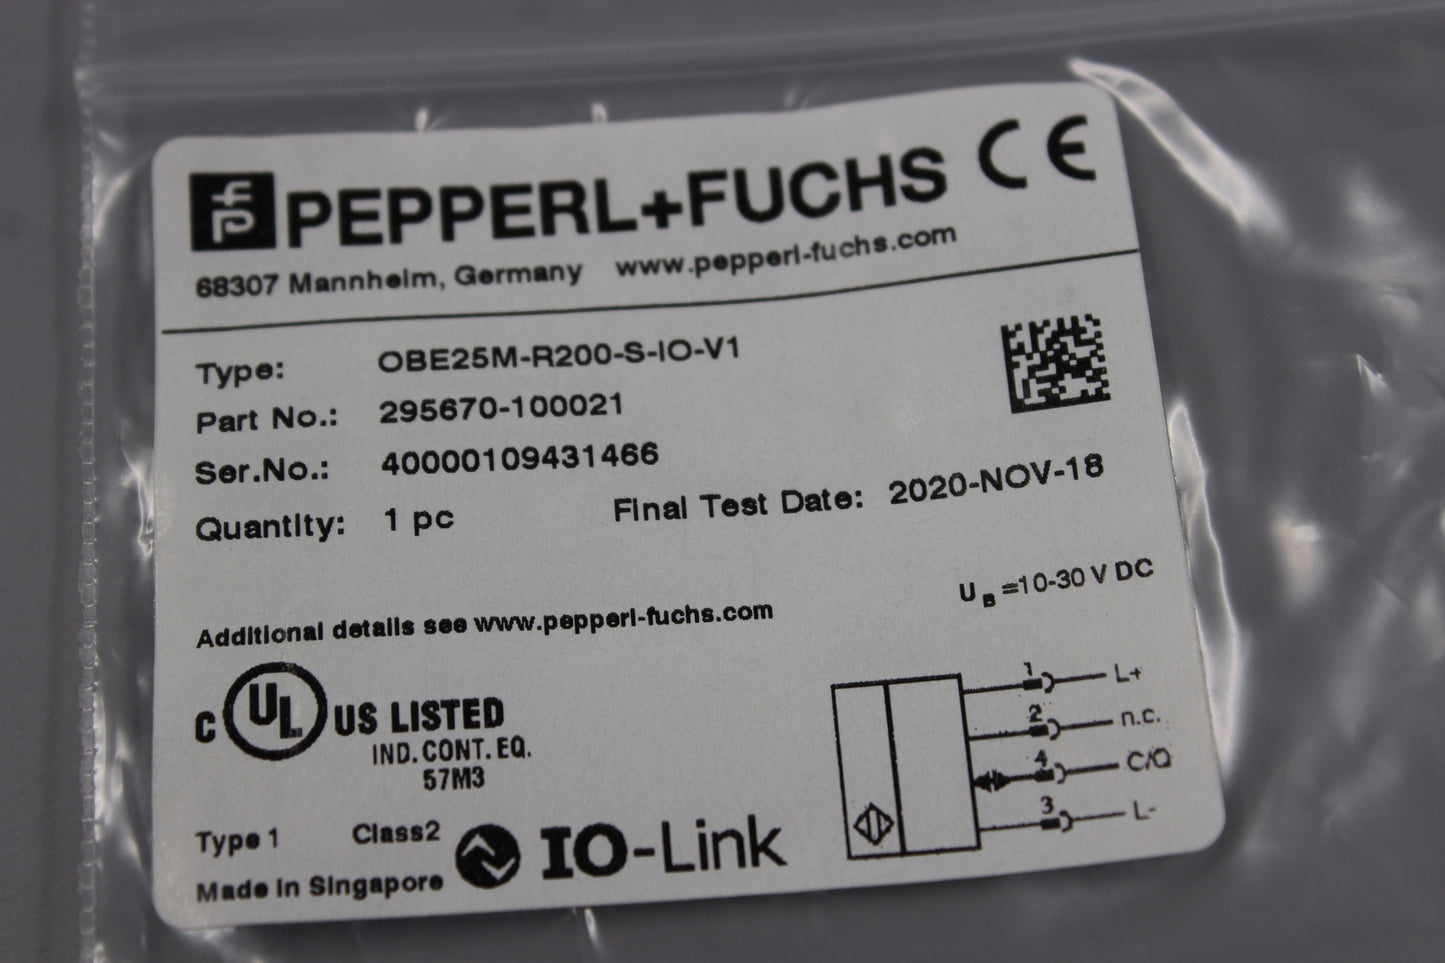 PEPPERL+FUCHS CE
68307 Mannheim, Germany www.pepperl-fuchs.com
Type: OBE25M-R200-S-IO-V1
Part No.: 295670-100021
Ser.No.: 40000109431466
Quantity: 1 pc Final Test Date: 2020-NOV-18
UB =10-30 V DC
Additional details see www.pepperl-fuchs.com
C UL US LISTED
IND. CONT. EQ.
57M3
1 L+
2 n.c.
4 C/Q
3 L-
Type 1 Class2
IO-Link
Made in Singapore